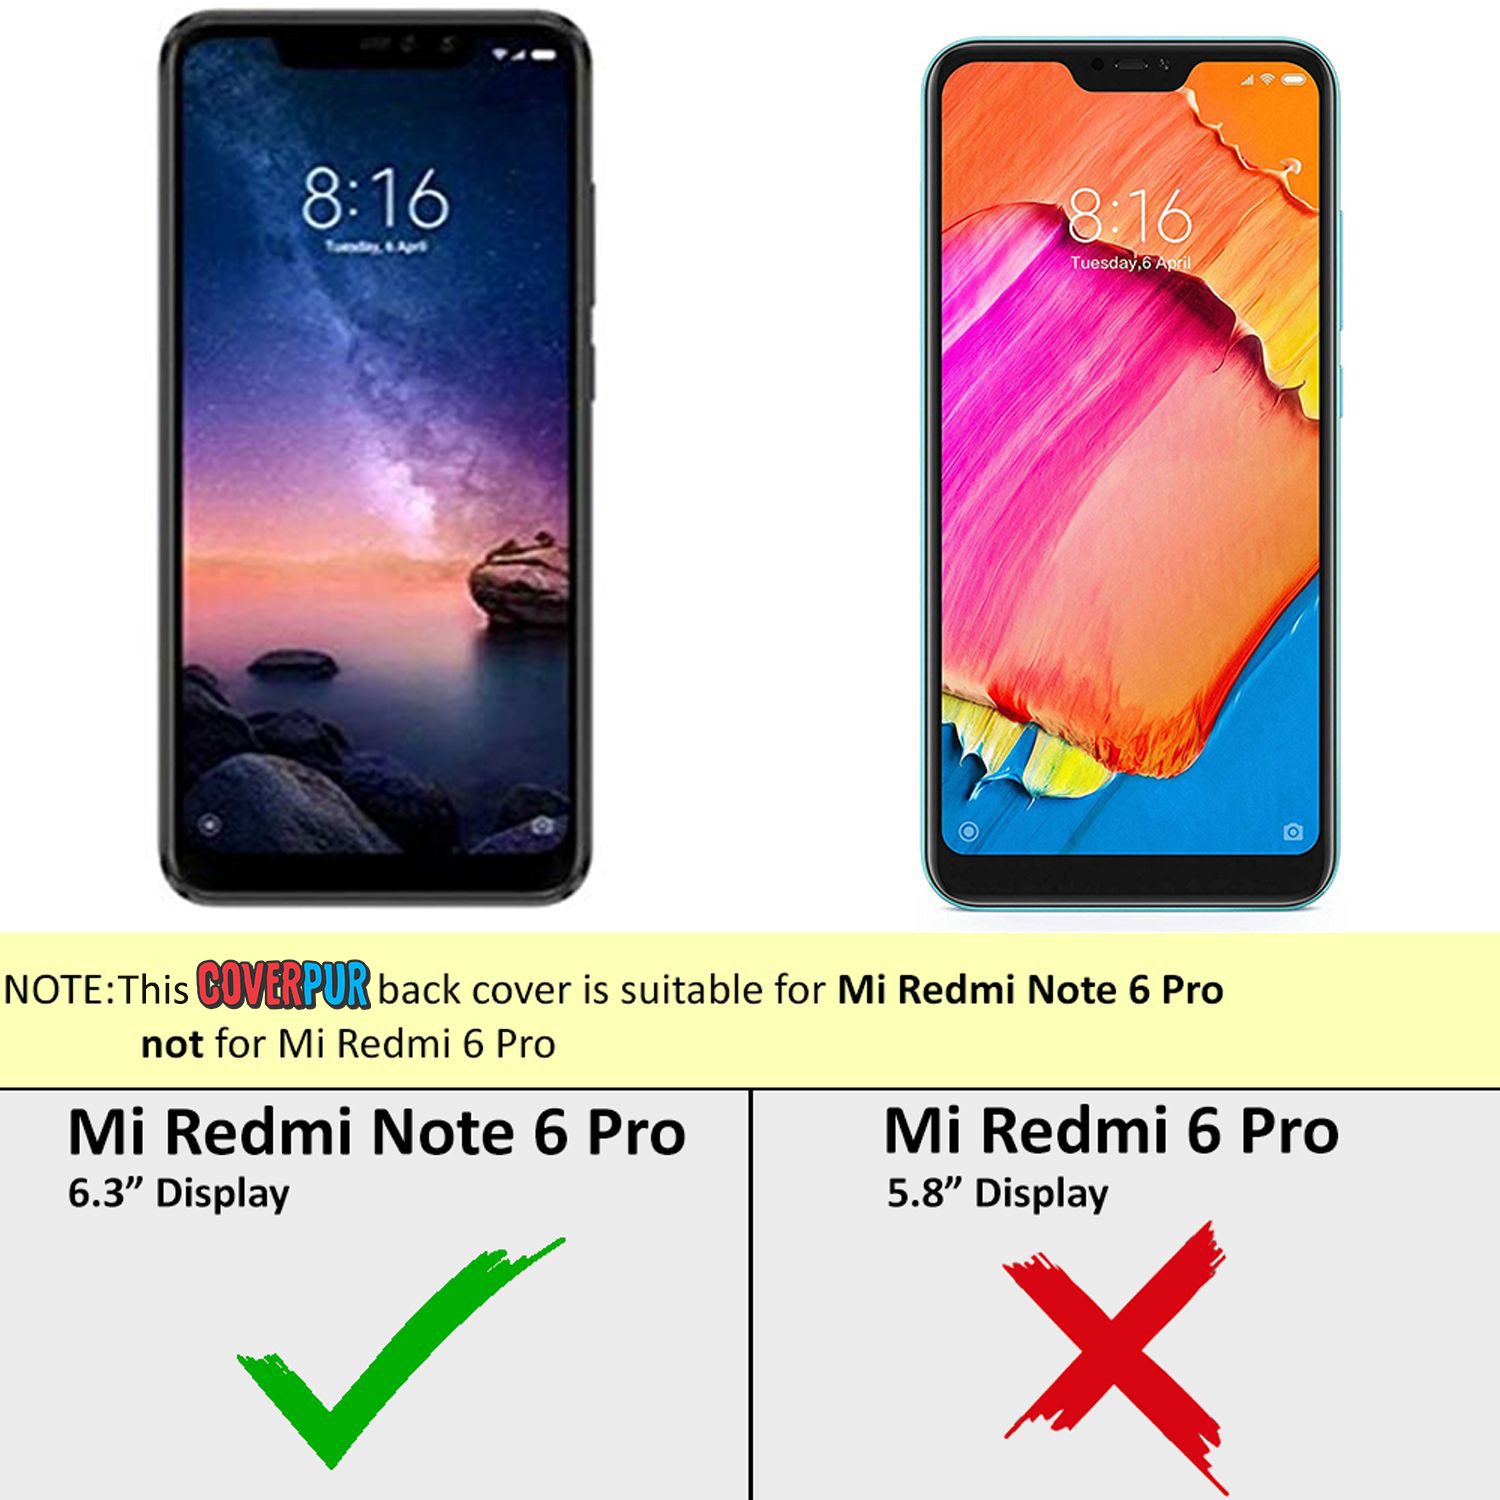 8:16
Tuesday, 6 April
8:16
Tuesday,6 April
NOTE:This COVERPUR back cover is suitable for Mi Redmi Note 6 Pro
not for Mi Redmi 6 Pro
Mi Redmi Note 6 Pro
6.3” Display
Mi Redmi 6 Pro
5.8” Display